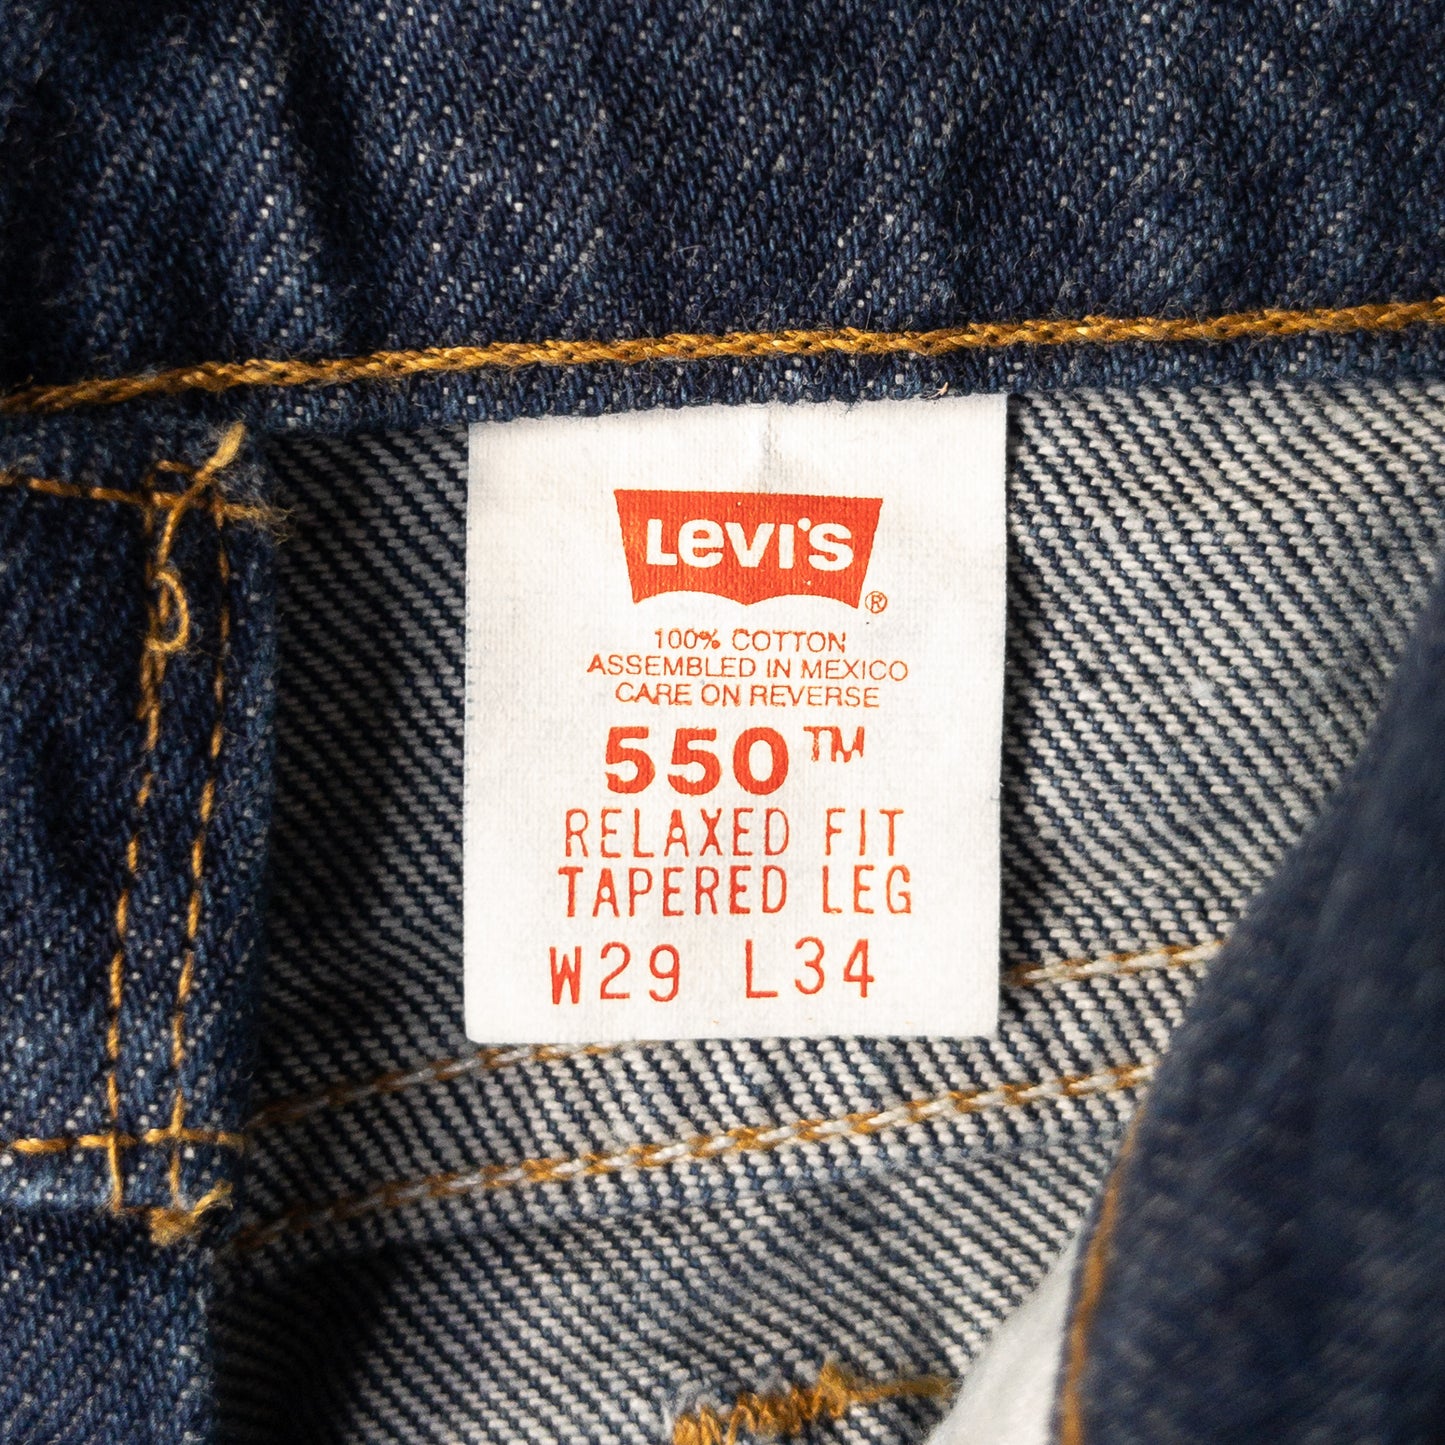 Levi's®
100% COTTON
ASSEMBLED IN MEXICO
CARE ON REVERSE
550™
RELAXED FIT
TAPERED LEG
W29 L34